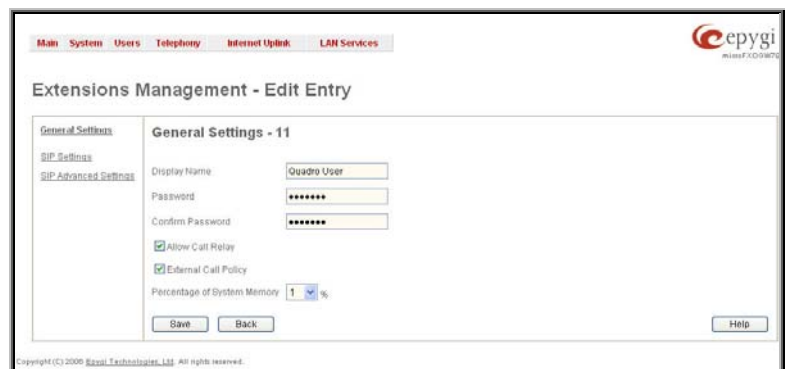 Main System Users Telephony Internet Uplink LAN Services
epygi
Extensions Management - Edit Entry
General Settings
SIP Settings
SIP Advanced Settings
General Settings - 11
Display Name Quadro User
Password •••••••
Confirm Password •••••••
Allow Call Relay
External Call Policy
Percentage of System Memory 1 %
Save Back Help
Copyright (C) 2006 Epygi Technologies, Ltd. All rights reserved.